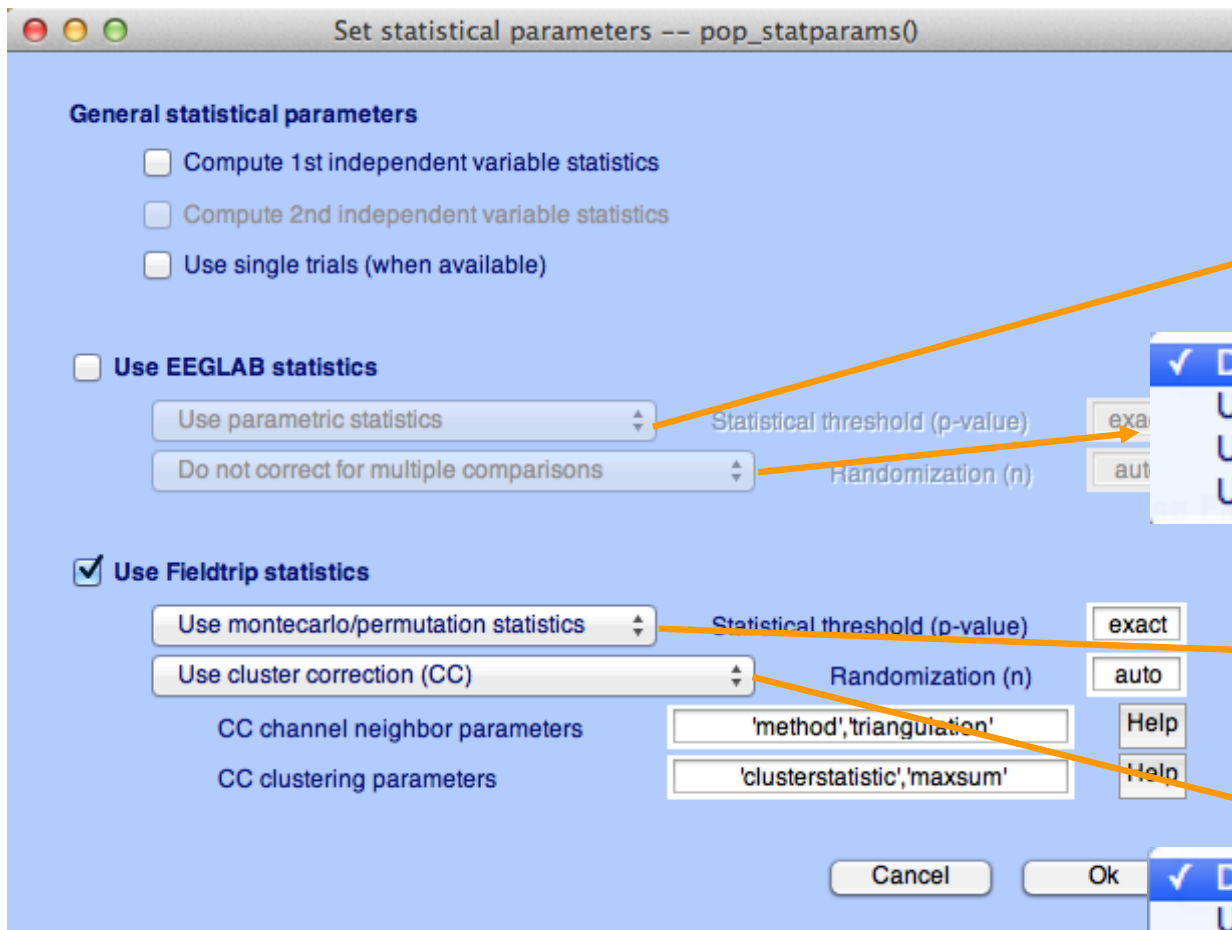 Set statistical parameters -- pop_statparams()
General statistical parameters
Compute 1st independent variable statistics
Compute 2nd independent variable statistics
Use single trials (when available)
Use EEGLAB statistics
Use parametric statistics Statistical threshold (p-value) exa
Do not correct for multiple comparisons Randomization (n) aut
✓ D
U
U
U
Use Fieldtrip statistics
Use montecarlo/permutation statistics Statistical threshold (p-value) exact
Use cluster correction (CC) Randomization (n) auto
CC channel neighbor parameters 'method','triangulation' Help
CC clustering parameters 'clusterstatistic','maxsum' Help
Cancel Ok
✓ D
U